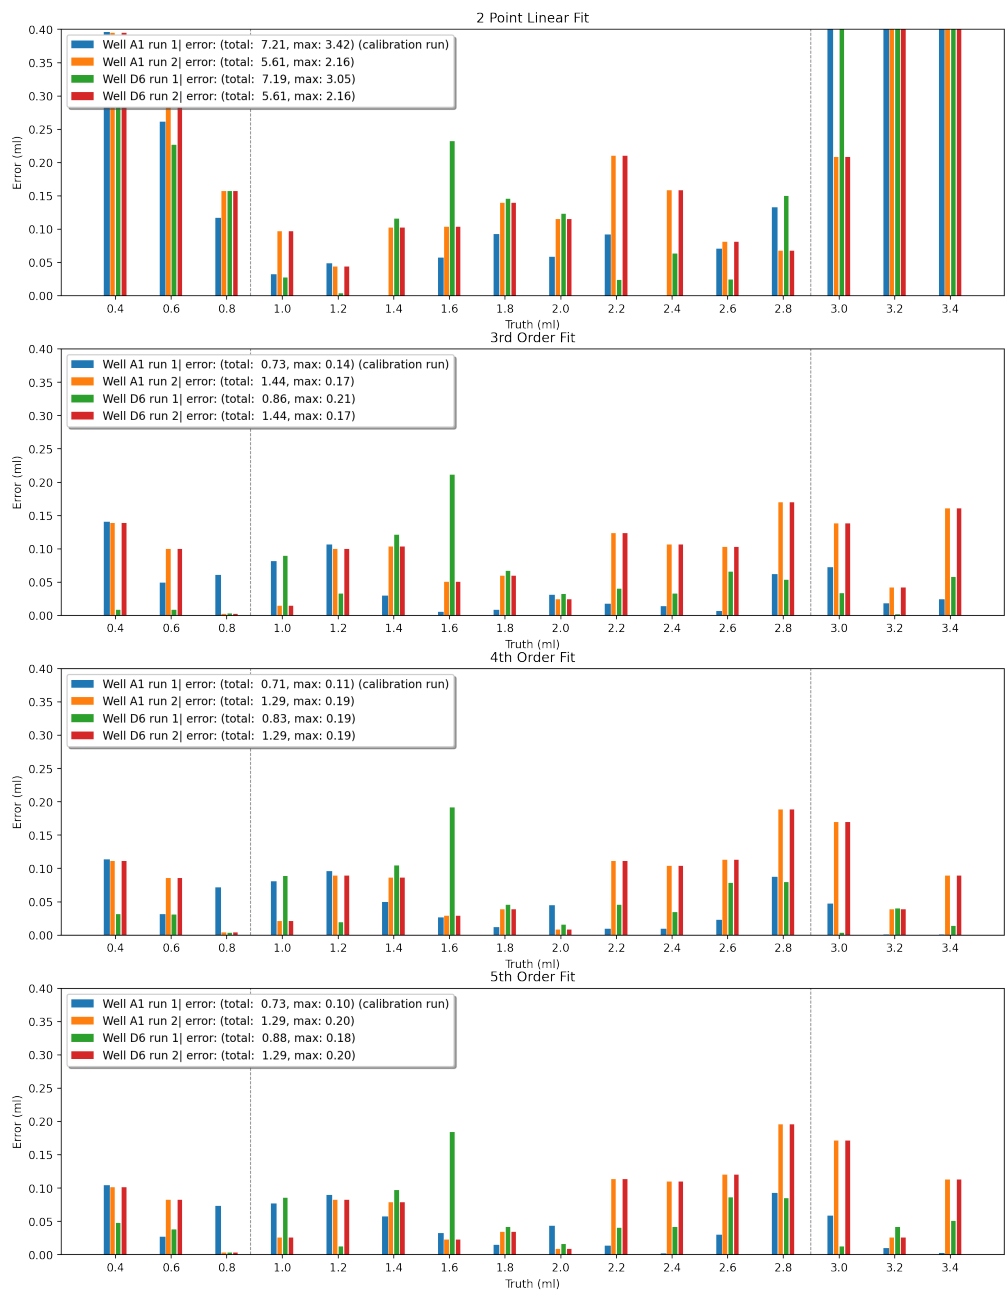 2 Point Linear Fit
Well A1 run 1| error: (total:  7.21, max: 3.42) (calibration run)
Well A1 run 2| error: (total:  5.61, max: 2.16)
Well D6 run 1| error: (total:  7.19, max: 3.05)
Well D6 run 2| error: (total:  5.61, max: 2.16)
Error (ml)
0.40
0.35
0.30
0.25
0.20
0.15
0.10
0.05
0.00
0.4 0.6 0.8 1.0 1.2 1.4 1.6 1.8 2.0 2.2 2.4 2.6 2.8 3.0 3.2 3.4
Truth (ml)
3rd Order Fit
Well A1 run 1| error: (total:  0.73, max: 0.14) (calibration run)
Well A1 run 2| error: (total:  1.44, max: 0.17)
Well D6 run 1| error: (total:  0.86, max: 0.21)
Well D6 run 2| error: (total:  1.44, max: 0.17)
Error (ml)
0.40
0.35
0.30
0.25
0.20
0.15
0.10
0.05
0.00
0.4 0.6 0.8 1.0 1.2 1.4 1.6 1.8 2.0 2.2 2.4 2.6 2.8 3.0 3.2 3.4
Truth (ml)
4th Order Fit
Well A1 run 1| error: (total:  0.71, max: 0.11) (calibration run)
Well A1 run 2| error: (total:  1.29, max: 0.19)
Well D6 run 1| error: (total:  0.83, max: 0.19)
Well D6 run 2| error: (total:  1.29, max: 0.19)
Error (ml)
0.40
0.35
0.30
0.25
0.20
0.15
0.10
0.05
0.00
0.4 0.6 0.8 1.0 1.2 1.4 1.6 1.8 2.0 2.2 2.4 2.6 2.8 3.0 3.2 3.4
Truth (ml)
5th Order Fit
Well A1 run 1| error: (total:  0.73, max: 0.10) (calibration run)
Well A1 run 2| error: (total:  1.29, max: 0.20)
Well D6 run 1| error: (total:  0.88, max: 0.18)
Well D6 run 2| error: (total:  1.29, max: 0.20)
Error (ml)
0.40
0.35
0.30
0.25
0.20
0.15
0.10
0.05
0.00
0.4 0.6 0.8 1.0 1.2 1.4 1.6 1.8 2.0 2.2 2.4 2.6 2.8 3.0 3.2 3.4
Truth (ml)